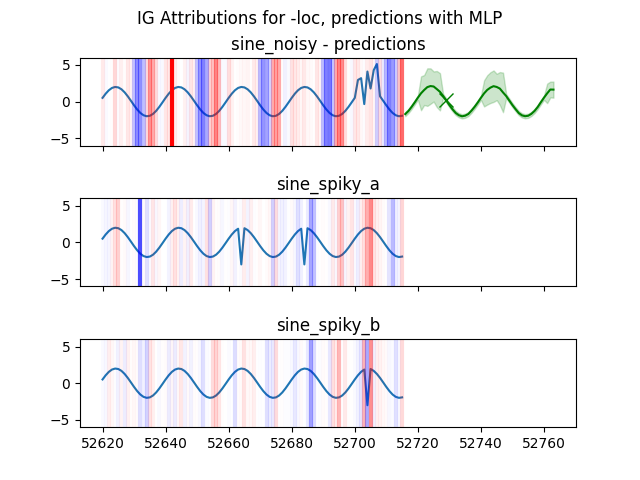 IG Attributions for -loc, predictions with MLP
sine_noisy - predictions
5
0
−5
sine_spiky_a
5
0
−5
sine_spiky_b
5
0
−5
52620 52640 52660 52680 52700 52720 52740 52760